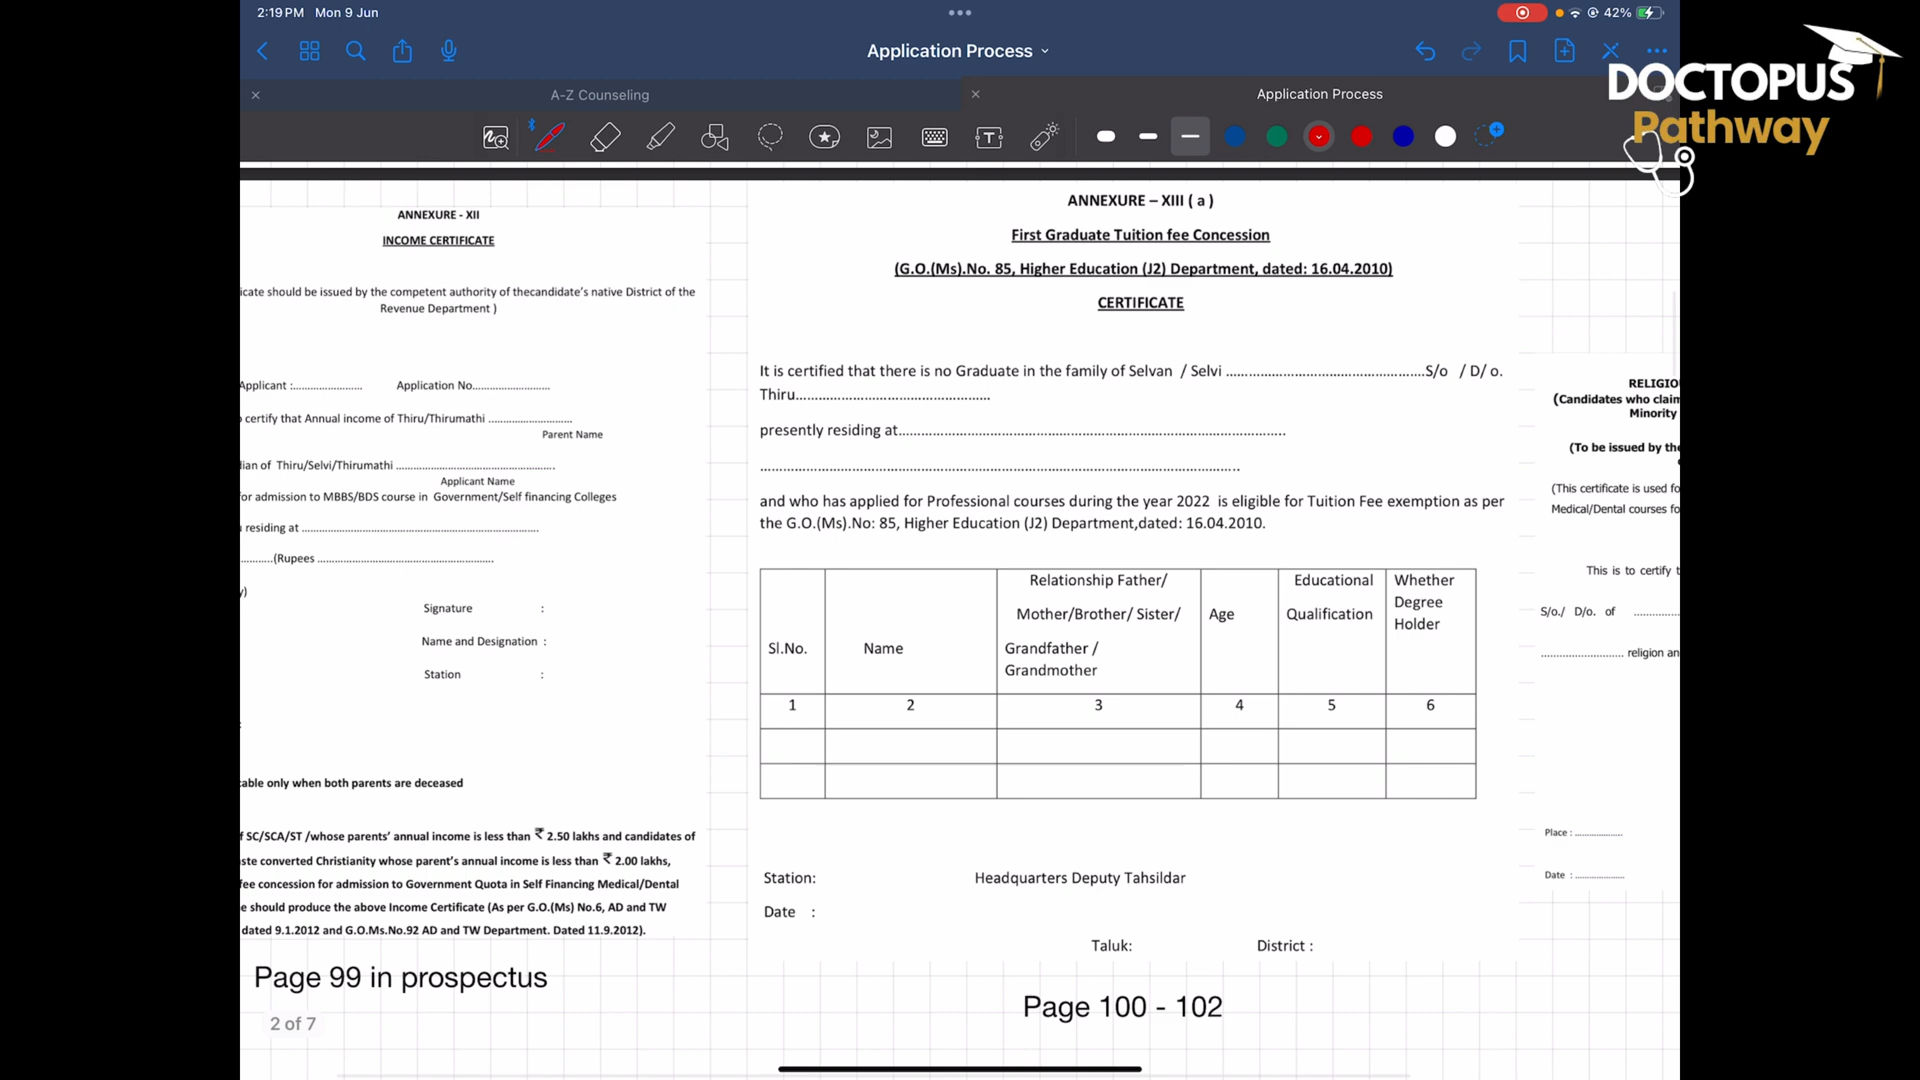 2:19 PM Mon 9 Jun
42%
Application Process
A-Z Counseling
Application Process
DOCTOPUS
Pathway
ANNEXURE - XII
INCOME CERTIFICATE
icate should be issued by the competent authority of thecandidate's native District of the
Revenue Department )
Applicant :........................ Application No...........................
certify that Annual income of Thiru/Thirumathi .............................
Parent Name
ian of Thiru/Selvi/Thirumathi ......................................................
Applicant Name
or admission to MBBS/BDS course in Government/Self financing Colleges
residing at ................................................................................
...........(Rupees ............................................................
y)
Signature :
Name and Designation :
Station :
:
able only when both parents are deceased
f SC/SCA/ST /whose parents' annual income is less than ₹ 2.50 lakhs and candidates of
ste converted Christianity whose parent's annual income is less than ₹ 2.00 lakhs,
fee concession for admission to Government Quota in Self Financing Medical/Dental
e should produce the above Income Certificate (As per G.O.(Ms) No.6, AD and TW
dated 9.1.2012 and G.O.Ms.No.92 AD and TW Department. Dated 11.9.2012).
Page 99 in prospectus
2 of 7
ANNEXURE – XIII ( a )
First Graduate Tuition fee Concession
(G.O.(Ms).No. 85, Higher Education (J2) Department, dated: 16.04.2010)
CERTIFICATE
It is certified that there is no Graduate in the family of Selvan / Selvi ....................................................S/o / D/ o.
Thiru..................................................
presently residing at....................................................................................................
..............................................................................................................
and who has applied for Professional courses during the year 2022 is eligible for Tuition Fee exemption as per
the G.O.(Ms).No: 85, Higher Education (J2) Department,dated: 16.04.2010.
Sl.No. Name Relationship Father/ Mother/Brother/ Sister/ Grandfather / Grandmother Age Educational Qualification Whether Degree Holder
1 2 3 4 5 6
Station: Headquarters Deputy Tahsildar
Date :
Taluk: District :
Page 100 - 102
RELIGIO
(Candidates who clai
Minority
(To be issued by the
(This certificate is used fo
Medical/Dental courses fo
This is to certify t
S/o./ D/o. of ..................
........................ religion an
Place : ...................
Date : ...................